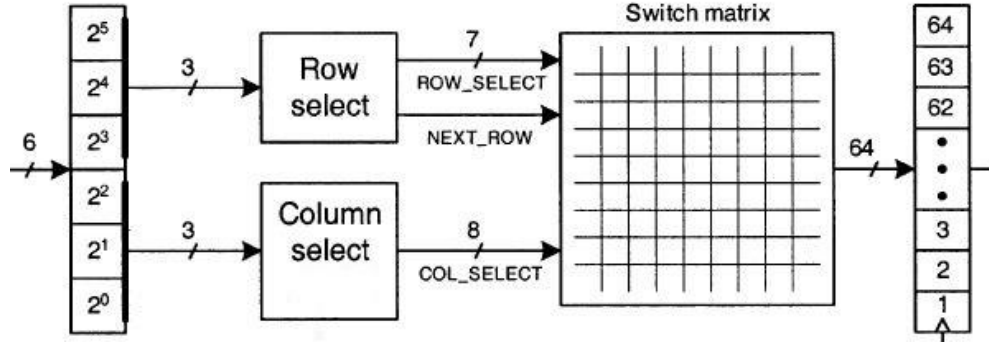 Switch matrix
2⁵
2⁴
2³
2²
2¹
2⁰
6
3
3
Row
select
Column
select
7
ROW_SELECT
NEXT_ROW
8
COL_SELECT
64
64
63
62
3
2
1